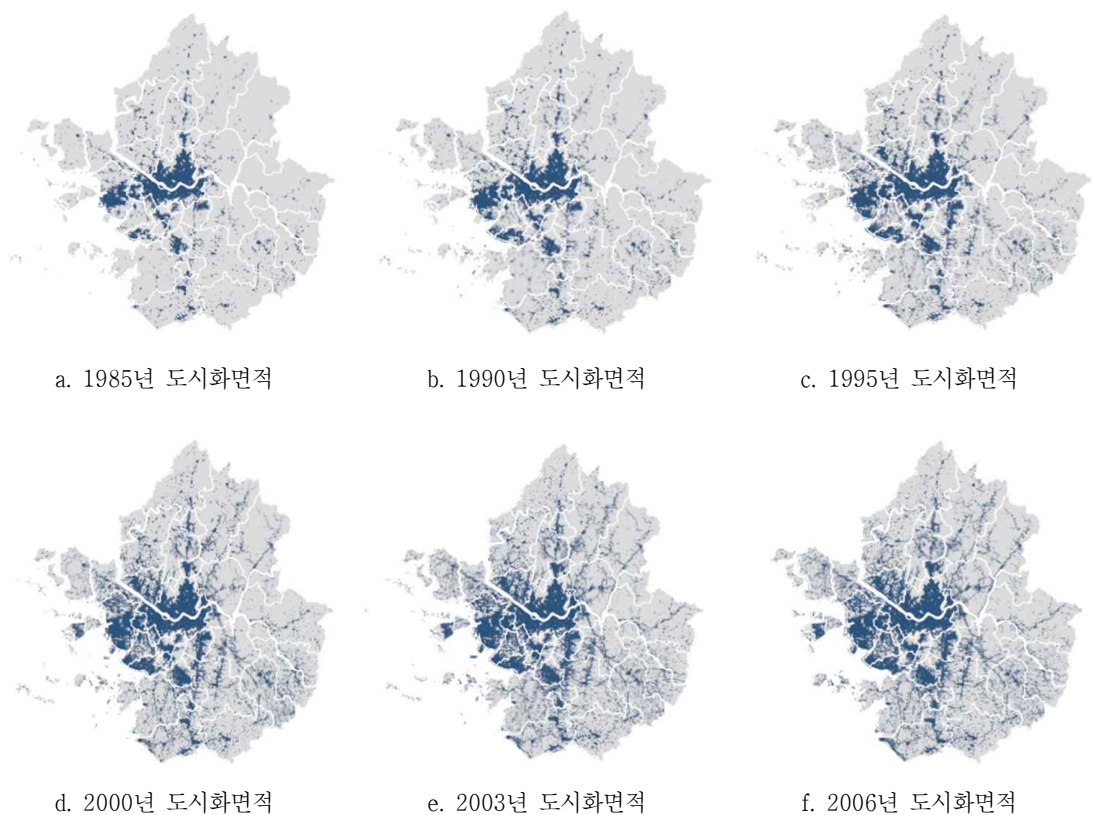 a. 1985년 도시화면적
b. 1990년 도시화면적
c. 1995년 도시화면적
d. 2000년 도시화면적
e. 2003년 도시화면적
f. 2006년 도시화면적